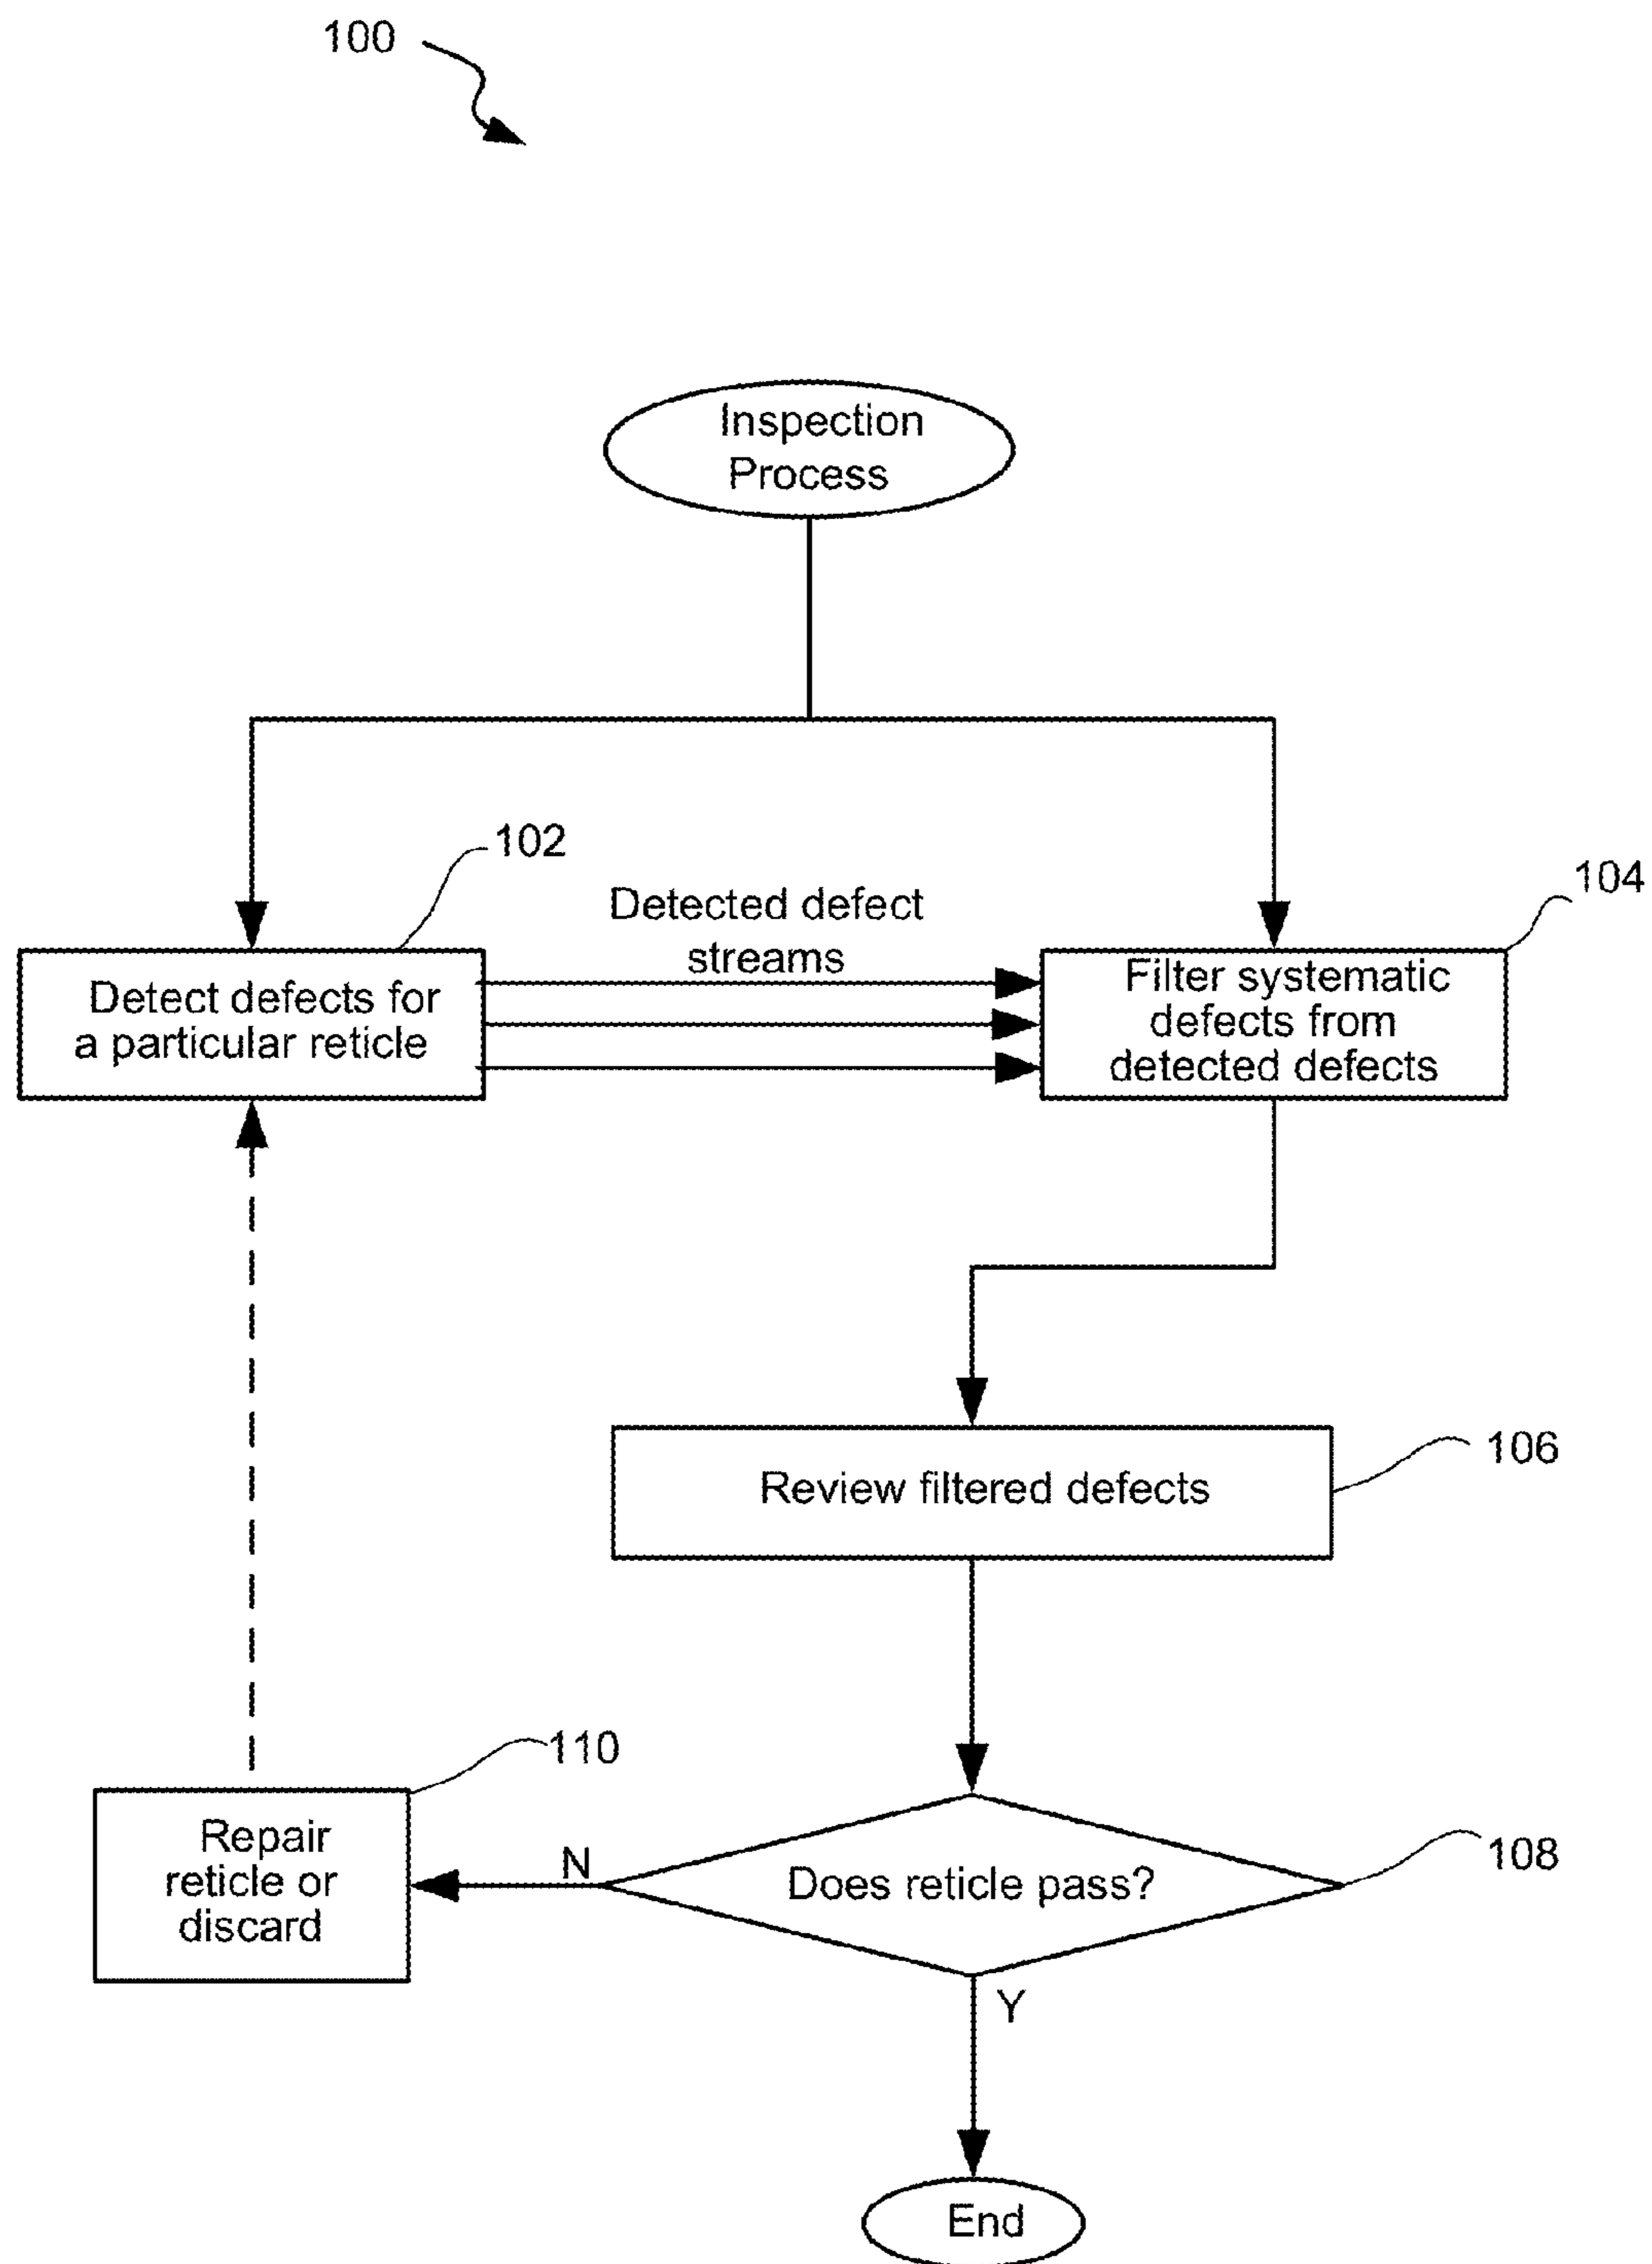 100
Inspection
Process
102
104
Detected defect
streams
Detect defects for
a particular reticle
Filter systematic
defects from
detected defects
106
Review filtered defects
110
Repair
reticle or
discard
N
Does reticle pass?
108
Y
End